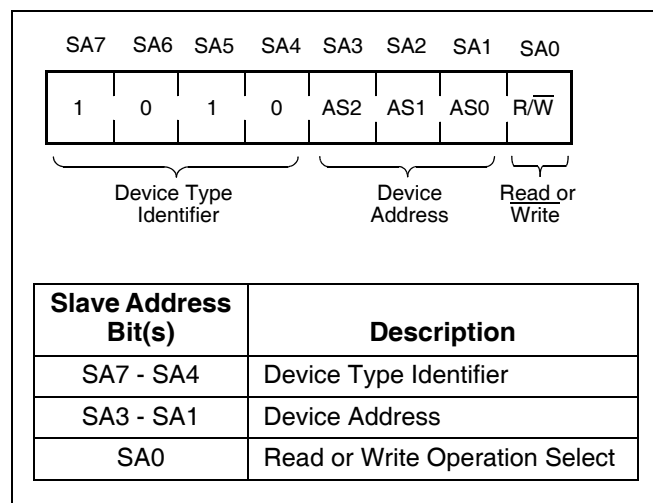 SA7 SA6 SA5 SA4 SA3 SA2 SA1 SA0
1 0 1 0 AS2 AS1 AS0 R/W̅
Device Type Identifier
Device Address
Read or W̅r̅i̅t̅e̅
Slave Address Bit(s) Description
SA7 - SA4 Device Type Identifier
SA3 - SA1 Device Address
SA0 Read or Write Operation Select